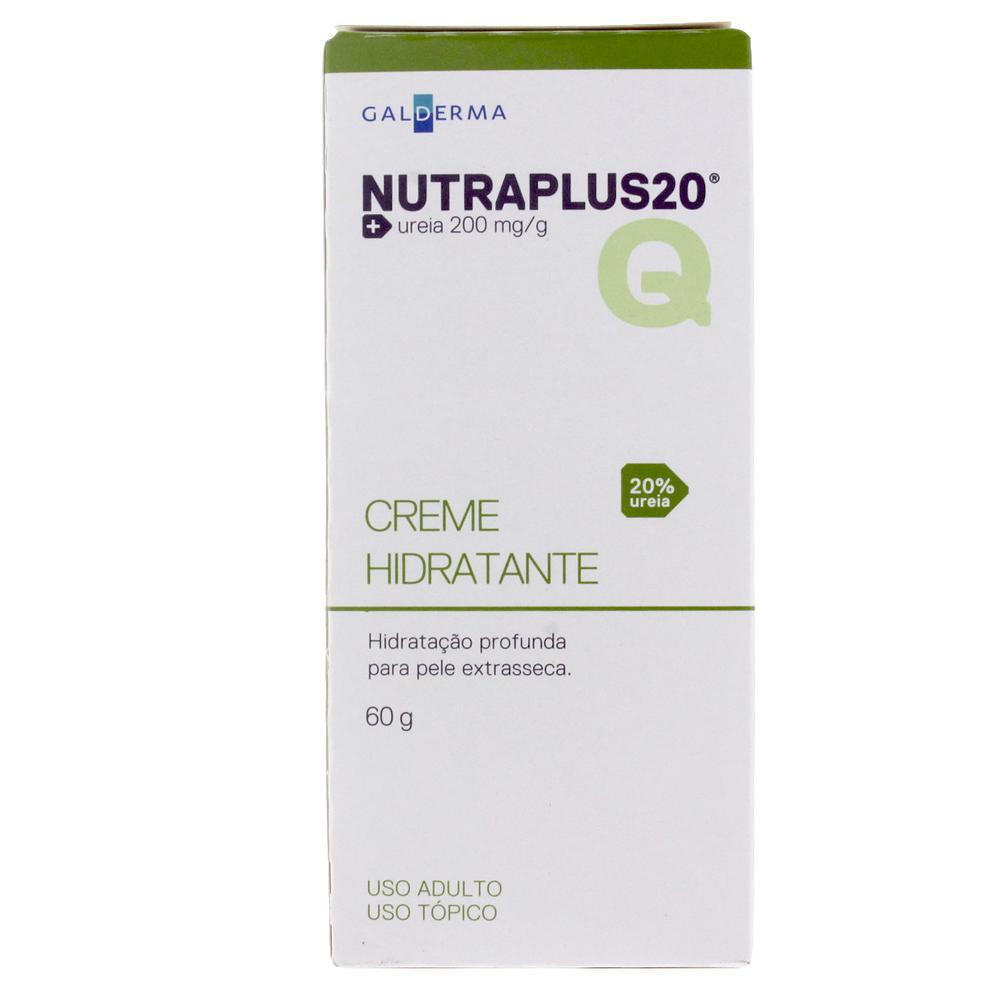 GALDERMA
NUTRAPLUS20®
+ ureia 200 mg/g
Q
20%
ureia
CREME
HIDRATANTE
Hidratação profunda
para pele extrasseca.
60 g
USO ADULTO
USO TÓPICO